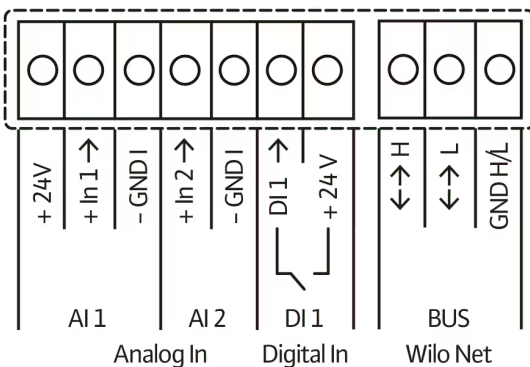 + 24V
+ In 1 →
− GND I
+ In 2 →
− GND I
DI 1 →
+ 24 V
↔ H
↔ L
GND H/L
AI 1 AI 2 DI 1 BUS
Analog In Digital In Wilo Net